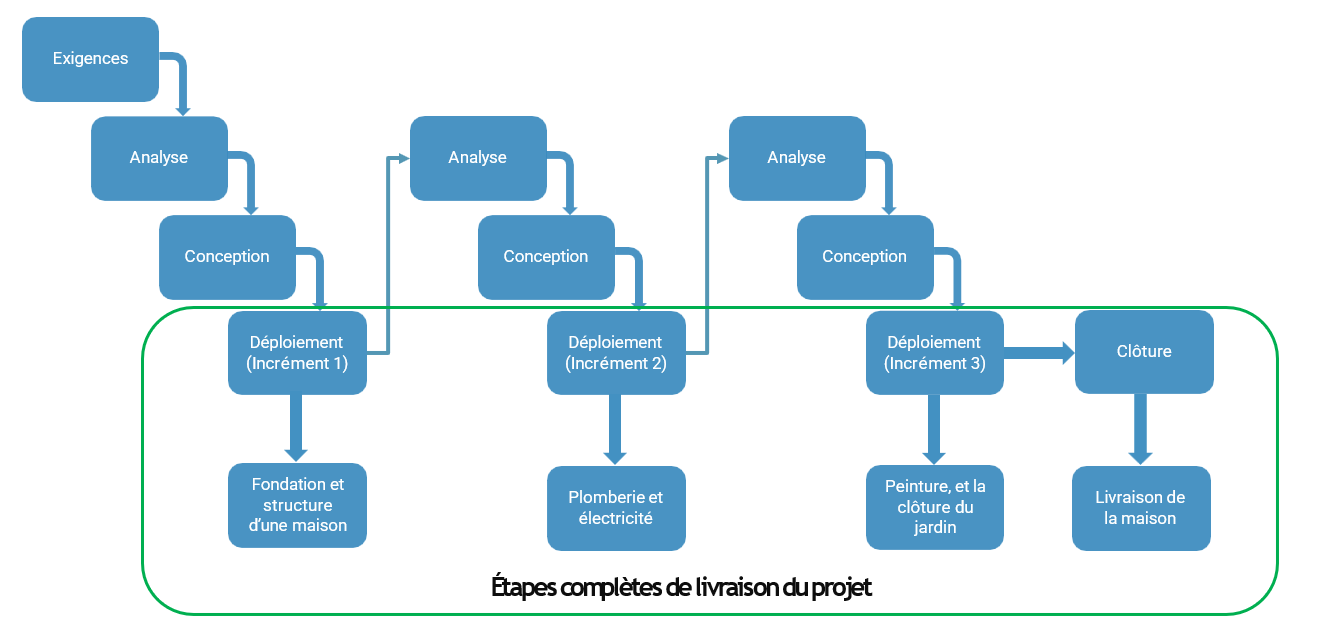 Exigences
Analyse
Analyse
Analyse
Conception
Conception
Conception
Déploiement
(Incrément 1)
Déploiement
(Incrément 2)
Déploiement
(Incrément 3)
Clôture
Fondation et
structure
d'une maison
Plomberie et
électricité
Peinture, et la
clôture du
jardin
Livraison de
la maison
Étapes complètes de livraison du projet